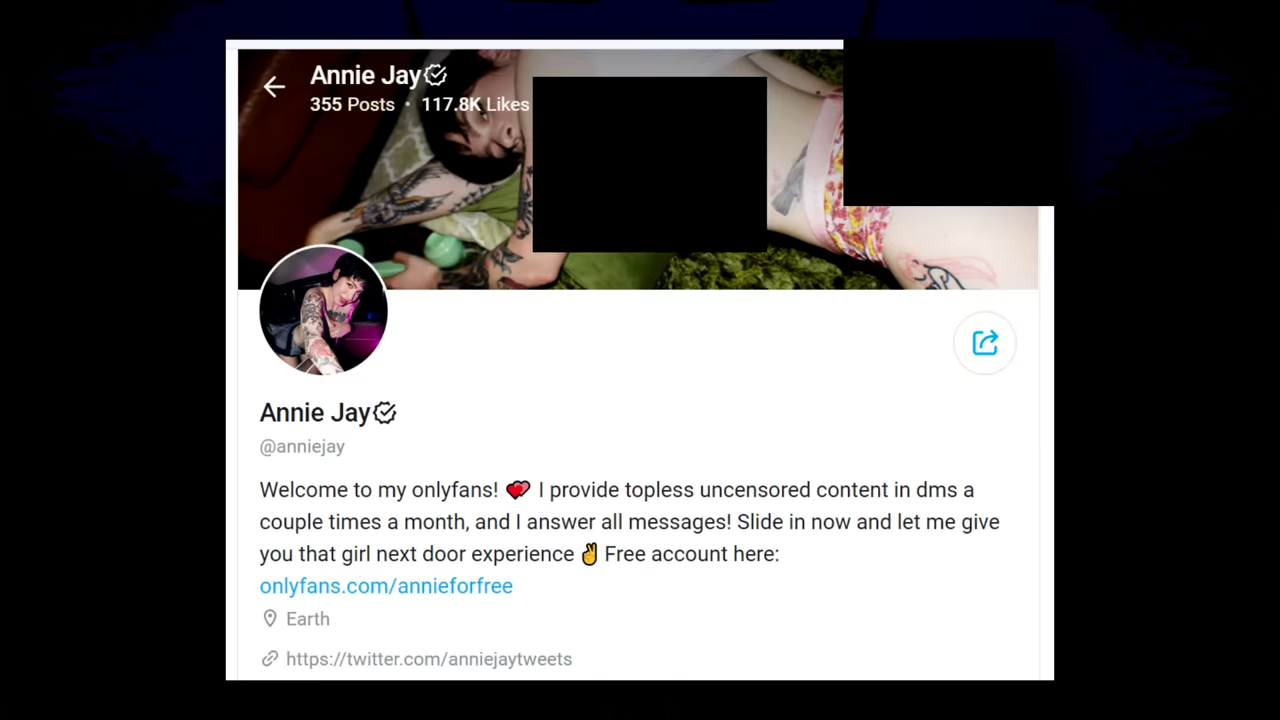 Annie Jay
355 Posts • 117.8K Likes
Annie Jay
@anniejay
Welcome to my onlyfans! 💕 I provide topless uncensored content in dms a
couple times a month, and I answer all messages! Slide in now and let me give
you that girl next door experience ✌ Free account here:
onlyfans.com/annieforfree
Earth
https://twitter.com/anniejaytweets